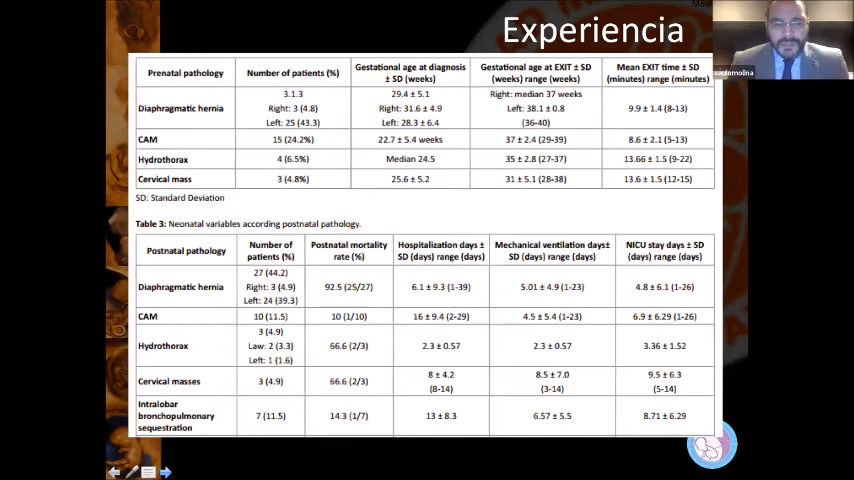 Experiencia
saulomolina
Prenatal pathology | Number of patients (%) | Gestational age at diagnosis ± SD (weeks) | Gestational age at EXIT ± SD (weeks) range (weeks) | Mean EXIT time ± SD (minutes) range (minutes)
Diaphragmatic hernia | 3.1.3 Right: 3 (4.8) Left: 25 (43.3) | 29.4 ± 5.1 Right: 31.6 ± 4.9 Left: 28.3 ± 6.4 | Right: median 37 weeks Left: 38.1 ± 0.8 (36-40) | 9.9 ± 1.4 (8-13)
CAM | 15 (24.2%) | 22.7 ± 5.4 weeks | 37 ± 2.4 (29-39) | 8.6 ± 2.1 (5-13)
Hydrothorax | 4 (6.5%) | Median 24.5 | 35 ± 2.8 (27-37) | 13.66 ± 1.5 (9-22)
Cervical mass | 3 (4.8%) | 25.6 ± 5.2 | 31 ± 5.1 (28-38) | 13.6 ± 1.5 (12-15)
SD: Standard Deviation
Table 3: Neonatal variables according postnatal pathology.
Postnatal pathology | Number of patients (%) | Postnatal mortality rate (%) | Hospitalization days ± SD (days) range (days) | Mechanical ventilation days± SD (days) range (days) | NICU stay days ± SD (days) range (days)
Diaphragmatic hernia | 27 (44.2) Right: 3 (4.9) Left: 24 (39.3) | 92.5 (25/27) | 6.1 ± 9.3 (1-39) | 5.01 ± 4.9 (1-23) | 4.8 ± 6.1 (1-26)
CAM | 10 (11.5) | 10 (1/10) | 16 ± 9.4 (2-29) | 4.5 ± 5.4 (1-23) | 6.9 ± 6.29 (1-26)
Hydrothorax | 3 (4.9) Law: 2 (3.3) Left: 1 (1.6) | 66.6 (2/3) | 2.3 ± 0.57 | 2.3 ± 0.57 | 3.36 ± 1.52
Cervical masses | 3 (4.9) | 66.6 (2/3) | 8 ± 4.2 (8-14) | 8.5 ± 7.0 (3-14) | 9.5 ± 6.3 (5-14)
Intralobar bronchopulmonary sequestration | 7 (11.5) | 14.3 (1/7) | 13 ± 8.3 | 6.57 ± 5.5 | 8.71 ± 6.29